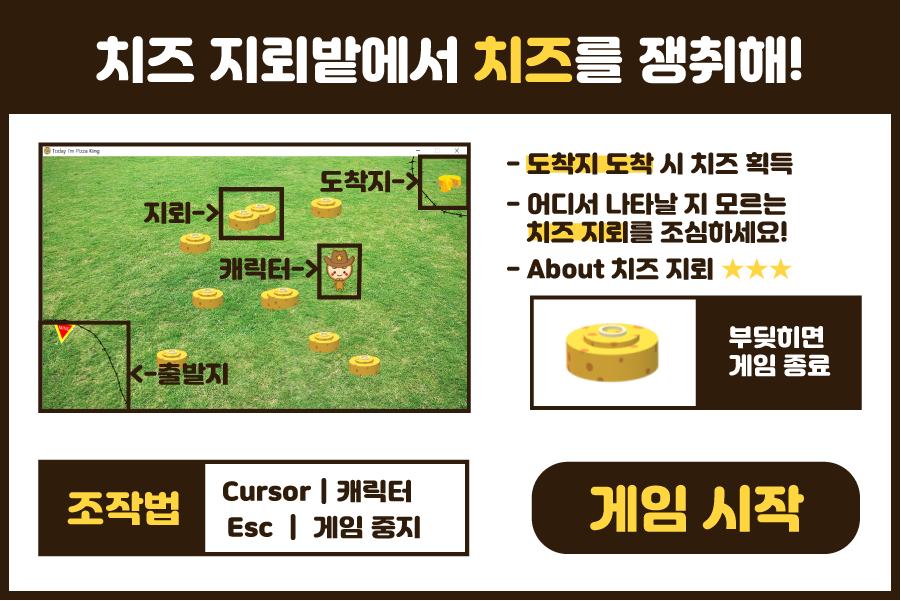 치즈 지뢰밭에서 치즈를 쟁취해!
Today I'm Pizza King
도착지->
지뢰->
캐릭터->
<-출발지
- 도착지 도착 시 치즈 획득
- 어디서 나타날 지 모르는
치즈 지뢰를 조심하세요!
- About 치즈 지뢰 ★★★
부딪히면
게임 종료
조작법
Cursor | 캐릭터
Esc | 게임 중지
게임 시작